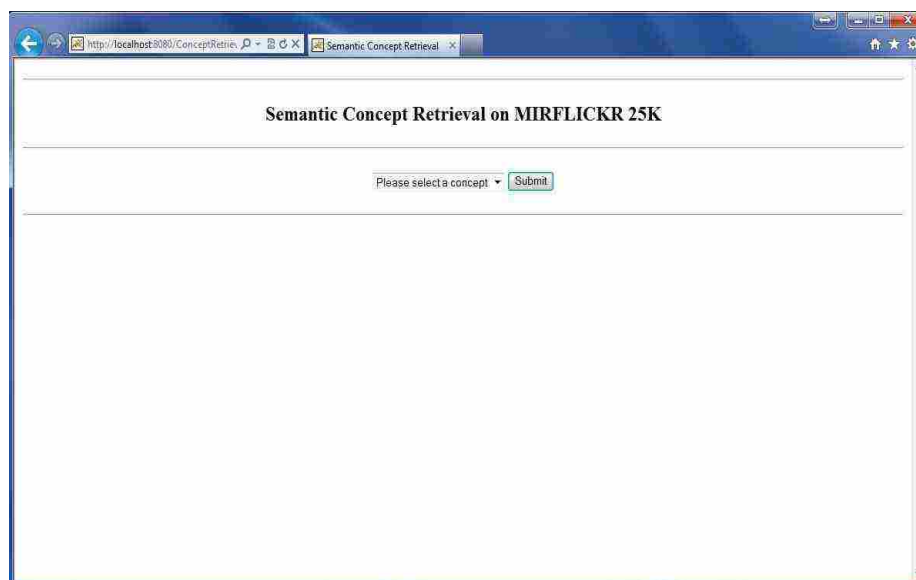 http://localhost:8080/ConceptRetriev
Semantic Concept Retrieval
Semantic Concept Retrieval on MIRFLICKR 25K
Please select a concept
Submit